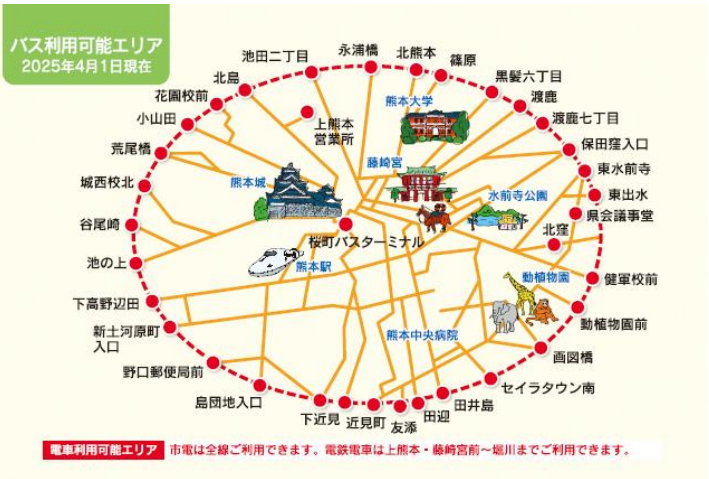 バス利用可能エリア
2025年4月1日現在
池田二丁目
永浦橋
北熊本
篠原
北島
黒髪六丁目
花園校前
熊本大学
渡鹿
小山田
上熊本
営業所
渡鹿七丁目
荒尾橋
藤崎宮
保田窪入口
城西校北
熊本城
東水前寺
水前寺公園
東出水
谷尾崎
県会議事堂
桜町バスターミナル
北窪
池の上
熊本駅
動植物園
健軍校前
下高野辺田
新土河原町
入口
熊本中央病院
動植物園前
野口郵便局前
画図橋
島団地入口
セイラタウン南
下近見
近見町
友添
田迎
田井島
電車利用可能エリア 市電は全線ご利用できます。電鉄電車は上熊本・藤崎宮前～堀川までご利用できます。